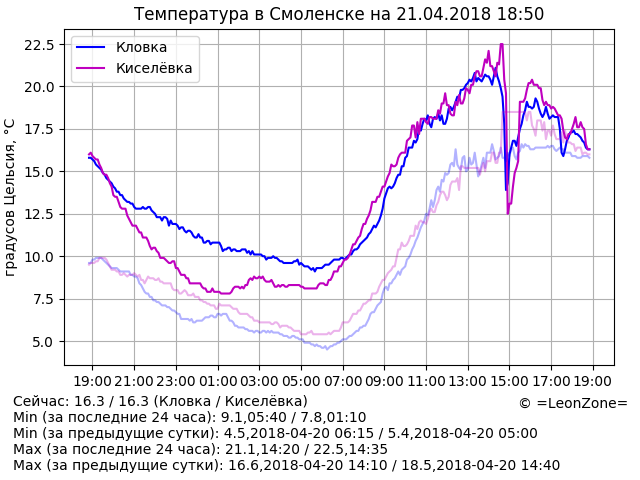 Температура в Смоленске на 21.04.2018 18:50
градусов Цельсия, °C
22.5
20.0
17.5
15.0
12.5
10.0
7.5
5.0
Кловка
Киселёвка
19:00 21:00 23:00 01:00 03:00 05:00 07:00 09:00 11:00 13:00 15:00 17:00 19:00
Сейчас: 16.3 / 16.3 (Кловка / Киселёвка)
© =LeonZone=
Min (за последние 24 часа): 9.1,05:40 / 7.8,01:10
Min (за предыдущие сутки): 4.5,2018-04-20 06:15 / 5.4,2018-04-20 05:00
Max (за последние 24 часа): 21.1,14:20 / 22.5,14:35
Max (за предыдущие сутки): 16.6,2018-04-20 14:10 / 18.5,2018-04-20 14:40